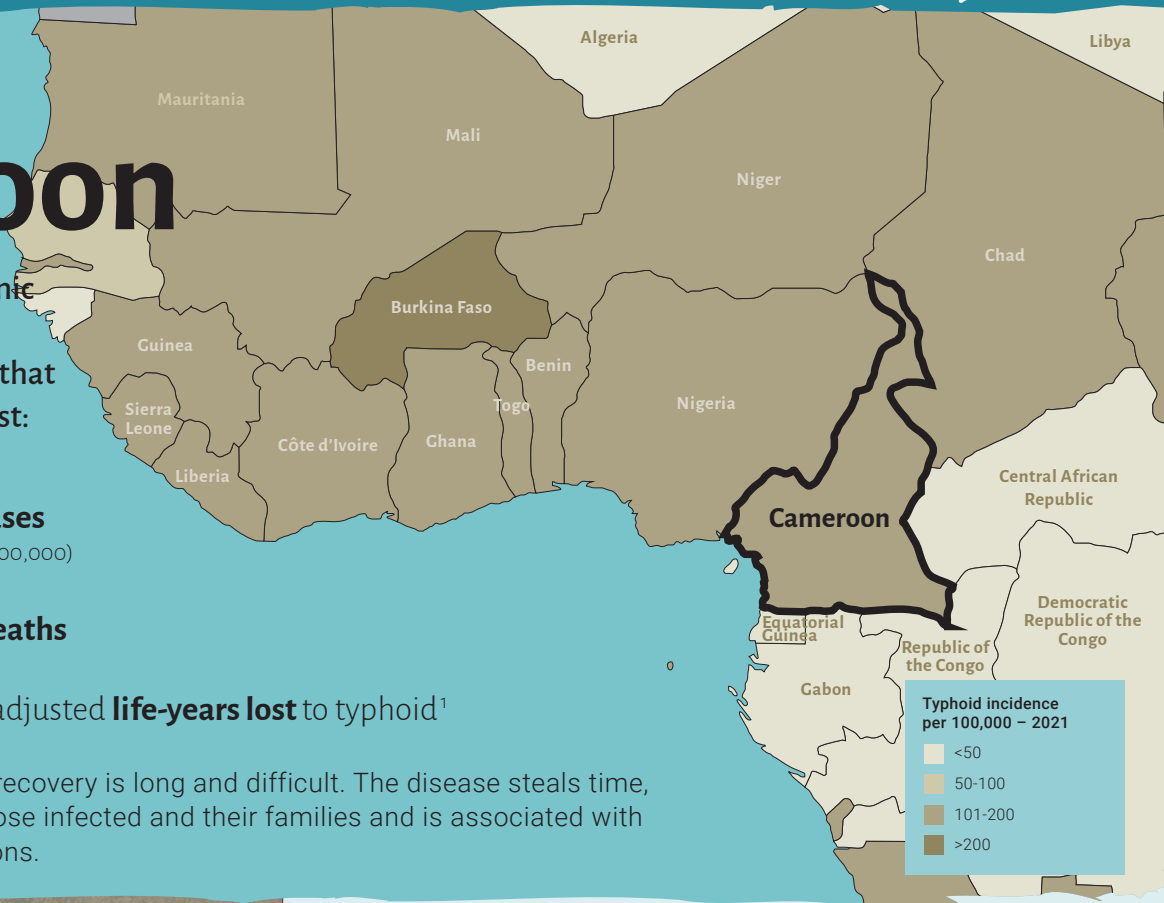 Algeria
Libya
Mauritania
Mali
Niger
Chad
Burkina Faso
Guinea
Benin
Togo
Nigeria
Sierra
Leone
Côte d'Ivoire
Ghana
Liberia
Central African
Republic
Cameroon
Equatorial
Guinea
Democratic
Republic of the
Congo
Republic of
the Congo
Gabon
oon
nic
that
st:
ses
00,000)
eaths
adjusted life-years lost to typhoid1
recovery is long and difficult. The disease steals time,
ose infected and their families and is associated with
ons.
Typhoid incidence
per 100,000 – 2021
<50
50-100
101-200
>200